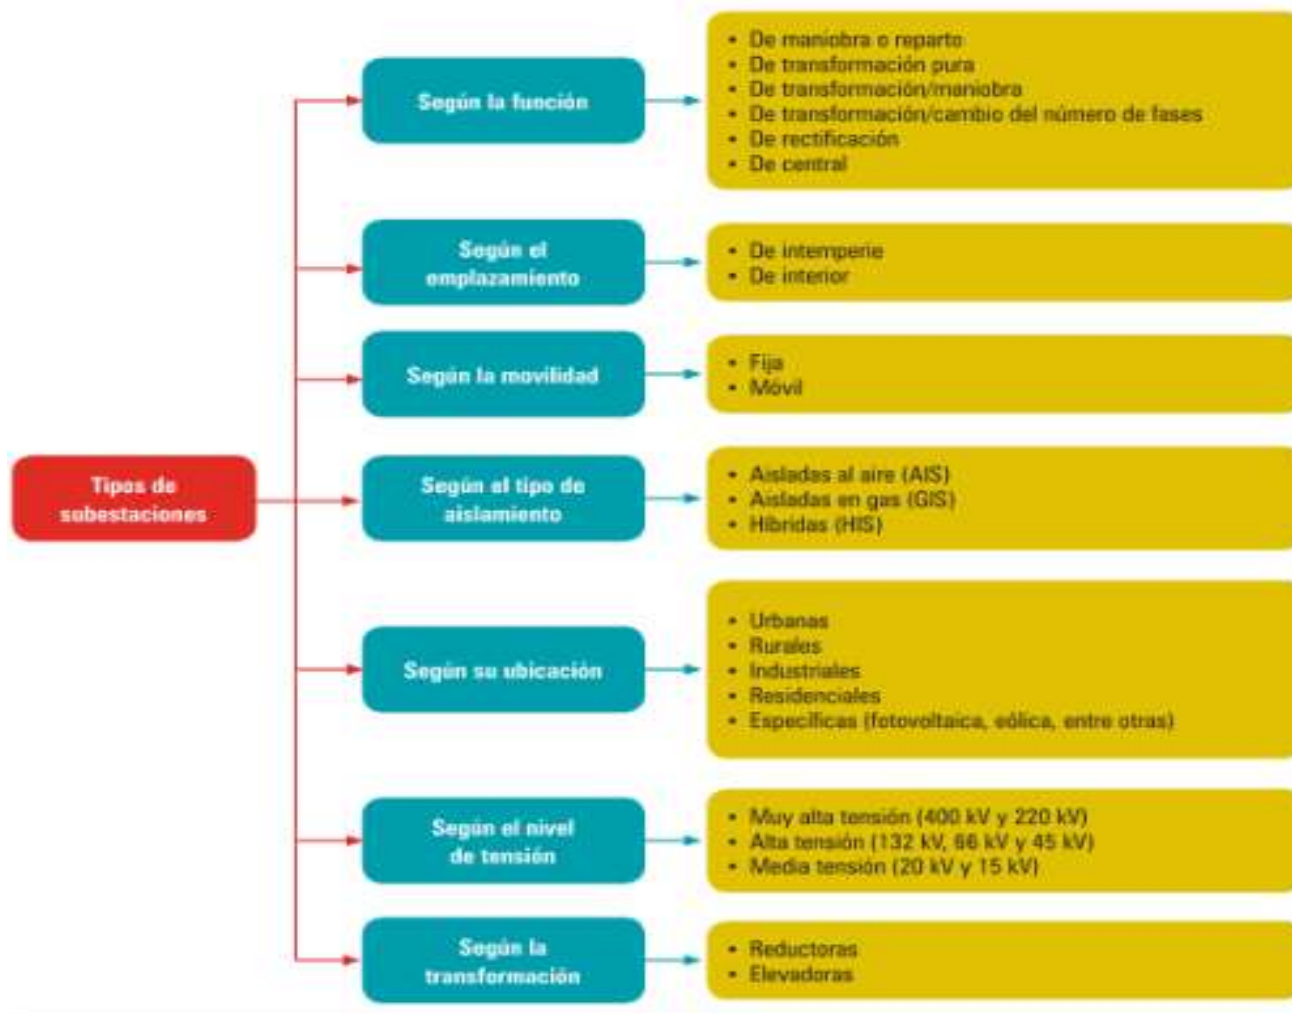 Tipos de
subestaciones
Según la función
• De maniobra o reparto
• De transformación pura
• De transformación/maniobra
• De transformación/cambio del número de fases
• De rectificación
• De central
Según el
emplazamiento
• De intemperie
• De interior
Según la movilidad
• Fija
• Móvil
Según el tipo de
aislamiento
• Aisladas al aire (AIS)
• Aisladas en gas (GIS)
• Híbridas (HIS)
Según su ubicación
• Urbanas
• Rurales
• Industriales
• Residenciales
• Específicas (fotovoltaica, eólica, entre otras)
Según el nivel
de tensión
• Muy alta tensión (400 kV y 220 kV)
• Alta tensión (132 kV, 66 kV y 45 kV)
• Media tensión (20 kV y 15 kV)
Según la
transformación
• Reductoras
• Elevadoras